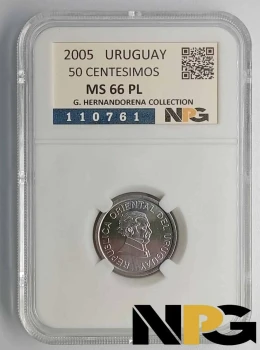 2005 URUGUAY
50 CENTESIMOS
MS 66 PL
G. HERNANDORENA COLLECTION
110761
NPG
REPUBLICA ORIENTAL DEL URUGUAY
NPG